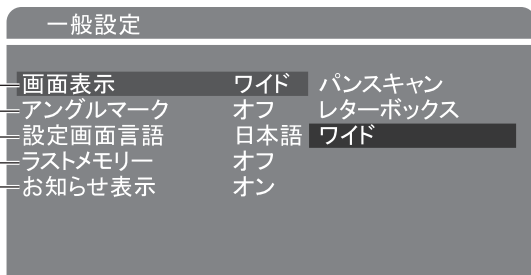 一般設定
画面表示 ワイド パンスキャン
アングルマーク オフ レターボックス
設定画面言語 日本語 ワイド
ラストメモリー オフ
お知らせ表示 オン